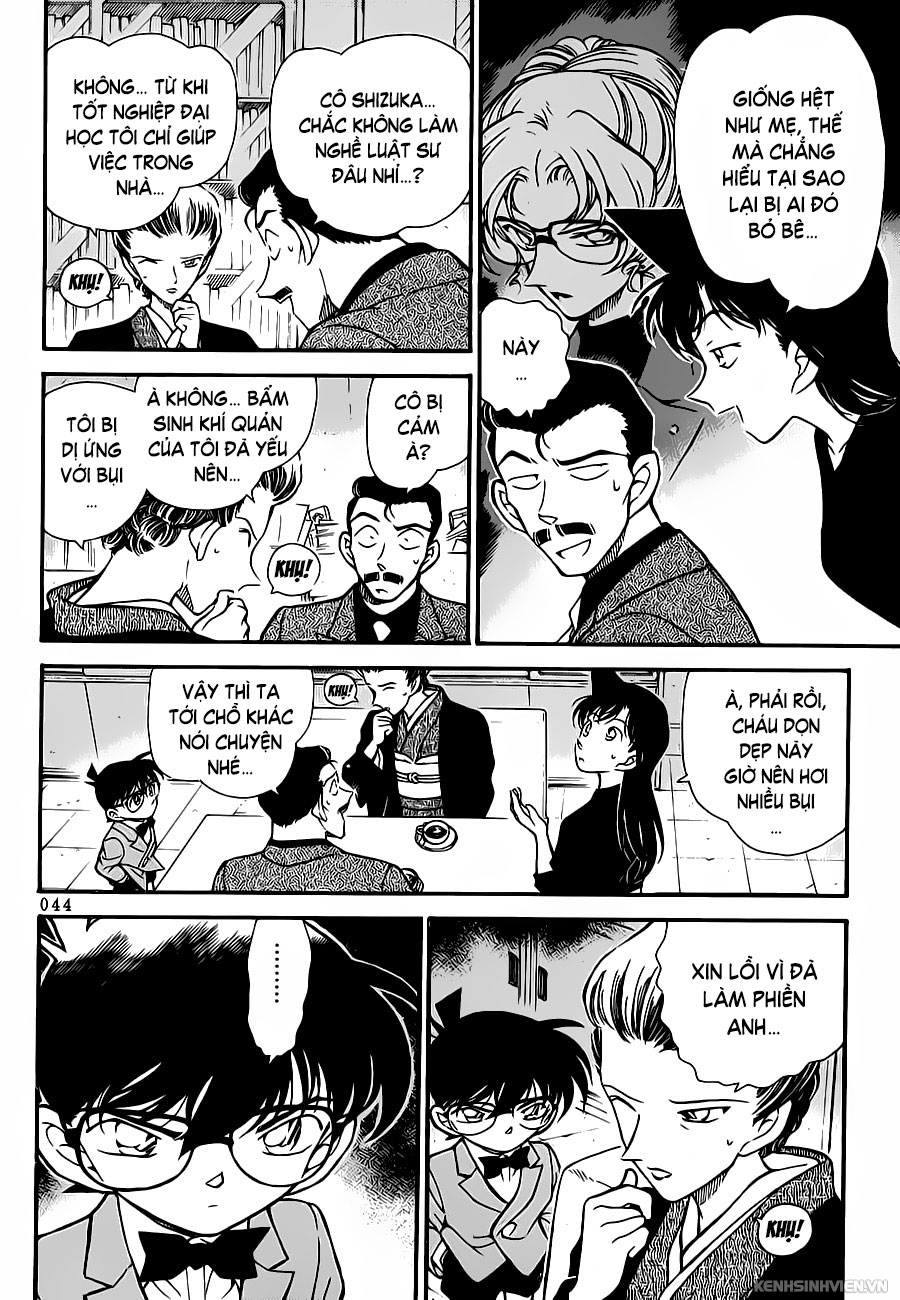 GIỐNG HỆT
NHƯ MẸ, THẾ
MÀ CHẲNG
HIỂU TẠI SAO
LẠI BỊ AI ĐÓ
BỎ BÊ...
NÀY
...
CÔ SHIZUKA...
CHẮC KHÔNG LÀM
NGHỀ LUẬT SƯ
ĐÂU NHỈ...?
KHÔNG... TỪ KHI
TỐT NGHIỆP ĐẠI
HỌC TÔI CHỈ GIÚP
VIỆC TRONG
NHÀ...
KHỤ!
CÔ BỊ
CẢM
À?
À KHÔNG... BẨM
SINH KHÍ QUẢN
CỦA TÔI ĐÃ YẾU
NÊN...
KHỤ!
TÔI BỊ
DỊ ỨNG
VỚI BỤI
...
À, PHẢI RỒI,
CHÁU DỌN
DẸP NÀY
GIỜ NÊN HƠI
NHIỀU BỤI
...
KHỤ!
VẬY THÌ TA
TỚI CHỔ KHÁC
NÓI CHUYỆN
NHÉ...
044
XIN LỒI VÌ ĐÀ
LÀM PHIỀN
ANH...
KHỤ!
.........
KENHSINHVIEN.VN